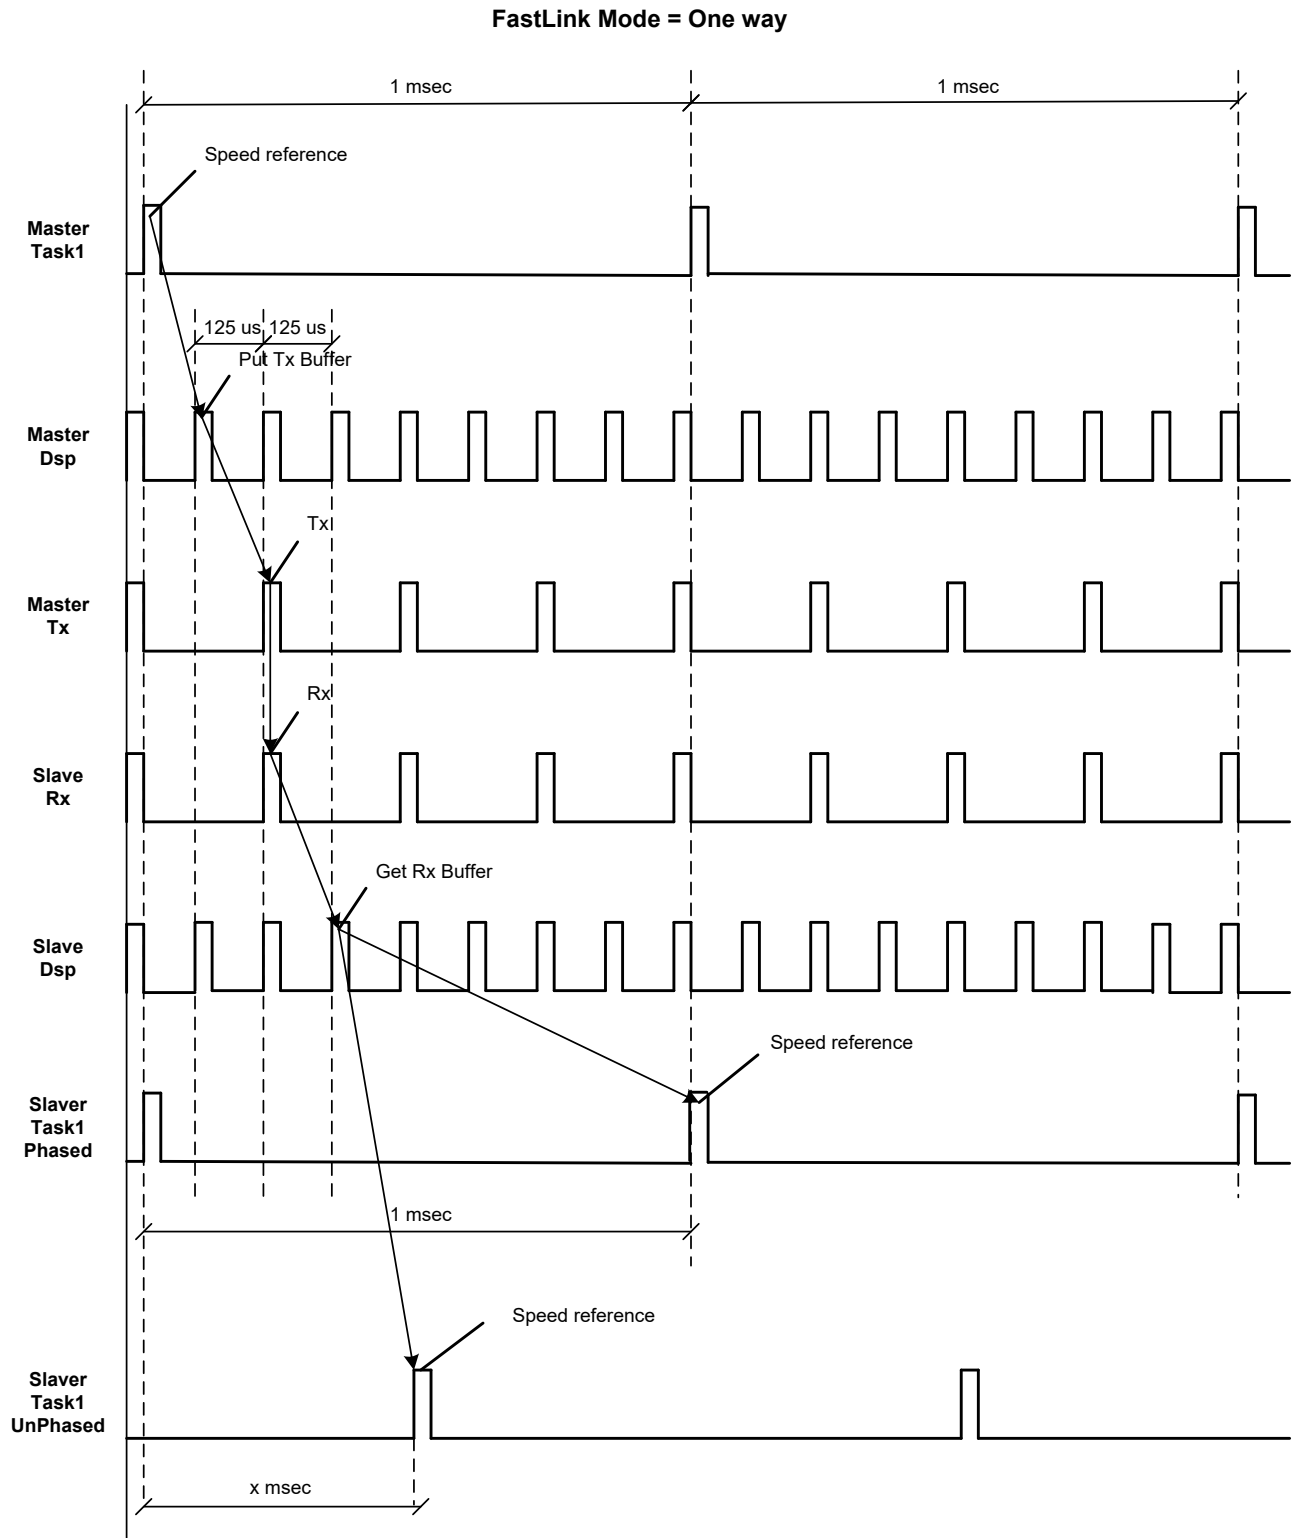 FastLink Mode = One way
1 msec
1 msec
Speed reference
Master
Task1
125 us
125 us
Put Tx Buffer
Master
Dsp
Tx
Master
Tx
Rx
Slave
Rx
Get Rx Buffer
Slave
Dsp
Speed reference
Slaver
Task1
Phased
1 msec
Speed reference
Slaver
Task1
UnPhased
x msec